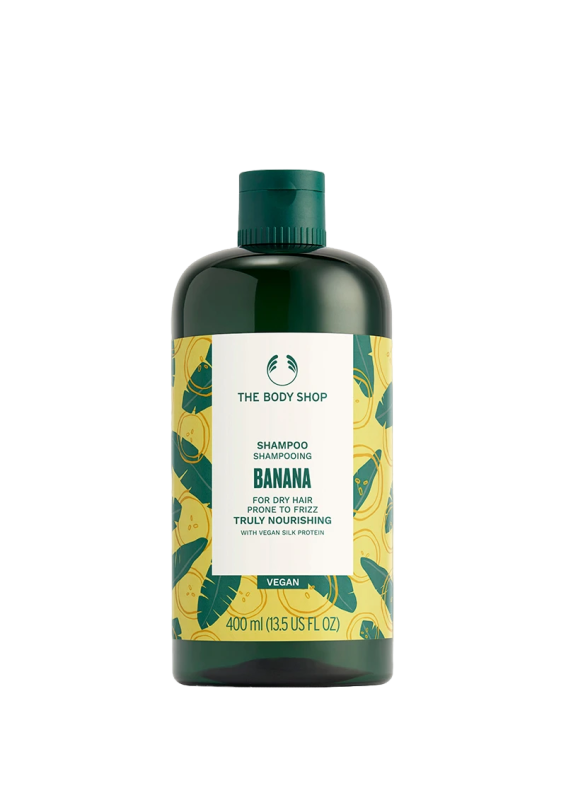 THE BODY SHOP
SHAMPOO
SHAMPOOING
BANANA
FOR DRY HAIR
PRONE TO FRIZZ
TRULY NOURISHING
WITH VEGAN SILK PROTEIN
VEGAN
400 ml (13.5 US FL OZ)